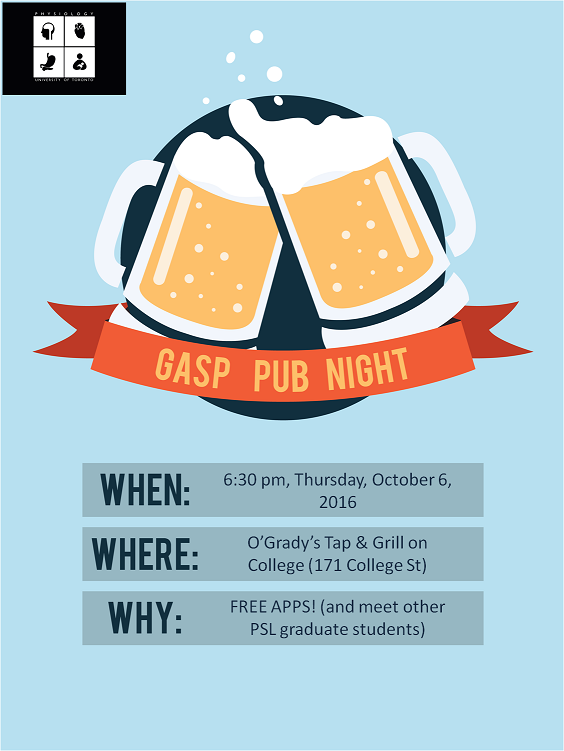 PHYSIOLOGY
UNIVERSITY OF TORONTO
GASP PUB NIGHT
WHEN:
6:30 pm, Thursday, October 6,
2016
WHERE:
O'Grady's Tap & Grill on
College (171 College St)
WHY:
FREE APPS! (and meet other
PSL graduate students)